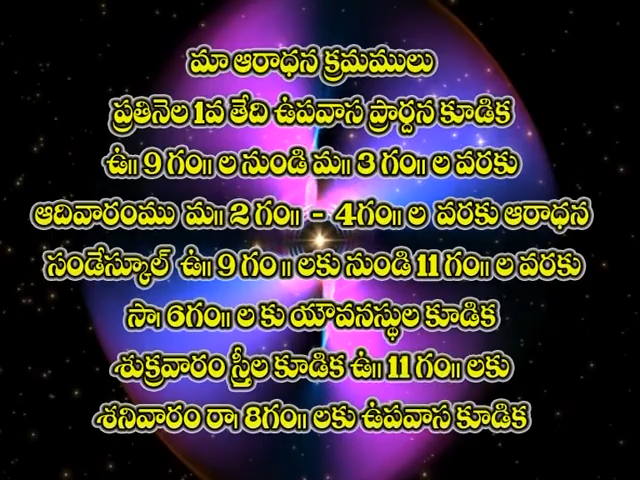 మా ఆరాధన క్రమములు
ప్రతినెల 1వ తేది ఉపవాస ప్రార్దన కూడిక
ఉ॥ 9 గం॥ ల నుండి మ॥ 3 గం॥ ల వరకు
ఆదివారంము మ॥ 2 గం॥ - 4గం॥ ల వరకు ఆరాధన
సండేస్కూల్ ఉ॥ 9 గం॥ లకు నుండి 11 గం॥ ల వరకు
సా। 6గం॥ ల కు యౌవనస్థుల కూడిక
శుక్రవారం స్త్రీల కూడిక ఉ॥ 11 గం॥ లకు
శనివారం రా। 8గం॥ లకు ఉపవాస కూడిక